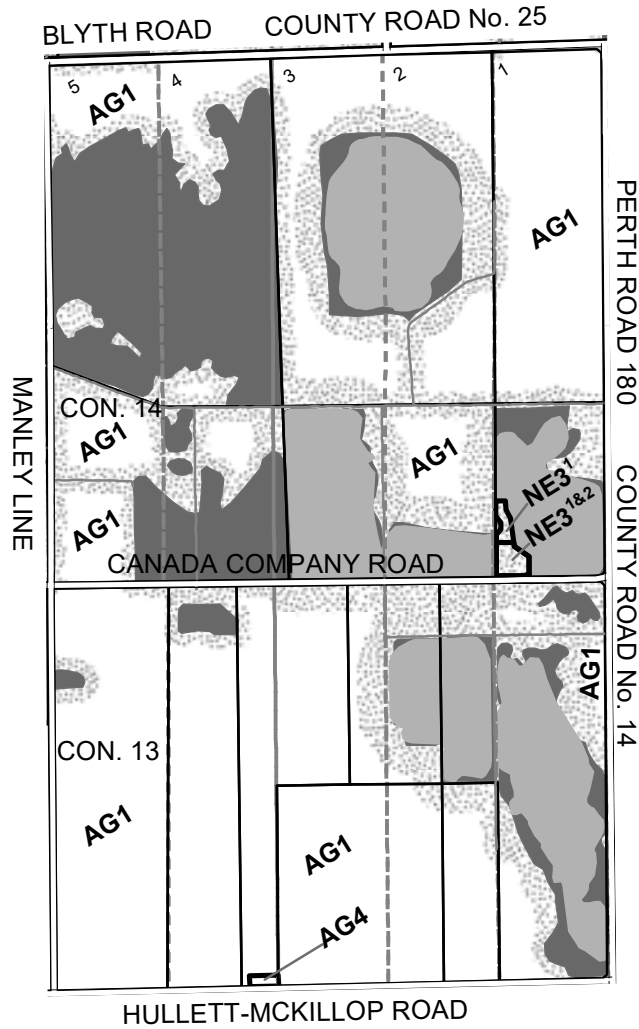 BLYTH ROAD
COUNTY ROAD No. 25
5
4
3
2
1
AG1
AG1
PERTH ROAD 180
MANLEY LINE
CON. 14
AG1
AG1
NE3¹
COUNTY ROAD No. 14
AG1
NE3¹&²
CANADA COMPANY ROAD
AG1
CON. 13
AG1
AG1
AG4
HULLETT-MCKILLOP ROAD